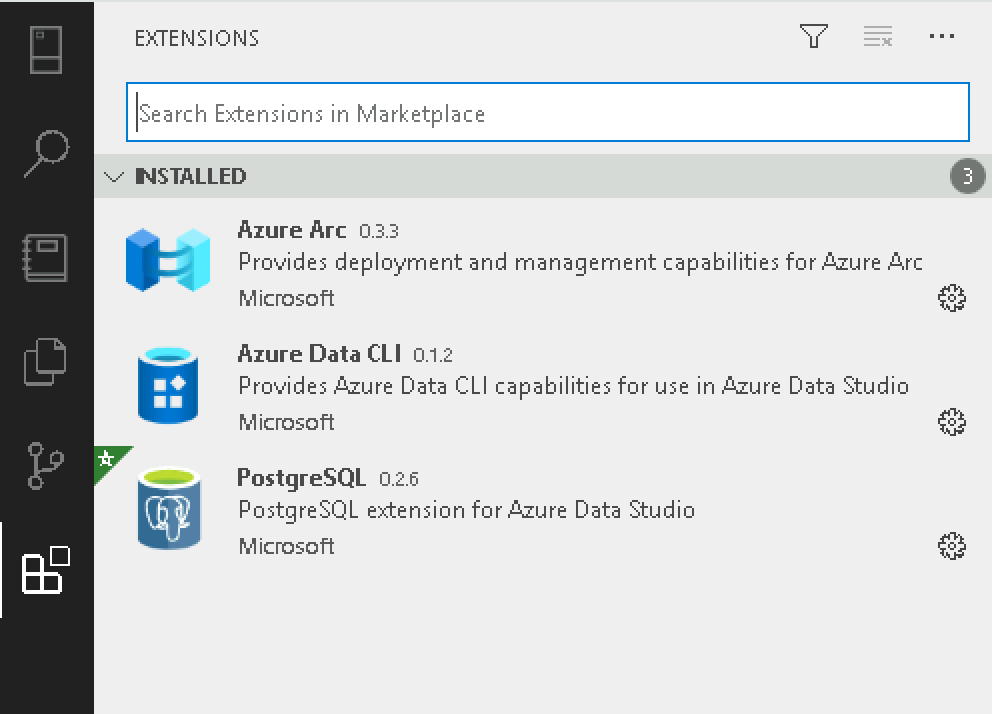 EXTENSIONS
Search Extensions in Marketplace
INSTALLED
3
Azure Arc 0.3.3
Provides deployment and management capabilities for Azure Arc
Microsoft
Azure Data CLI 0.1.2
Provides Azure Data CLI capabilities for use in Azure Data Studio
Microsoft
PostgreSQL 0.2.6
PostgreSQL extension for Azure Data Studio
Microsoft